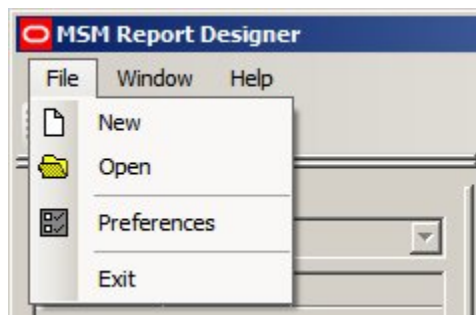 MSM Report Designer
File Window Help
New
Open
Preferences
Exit